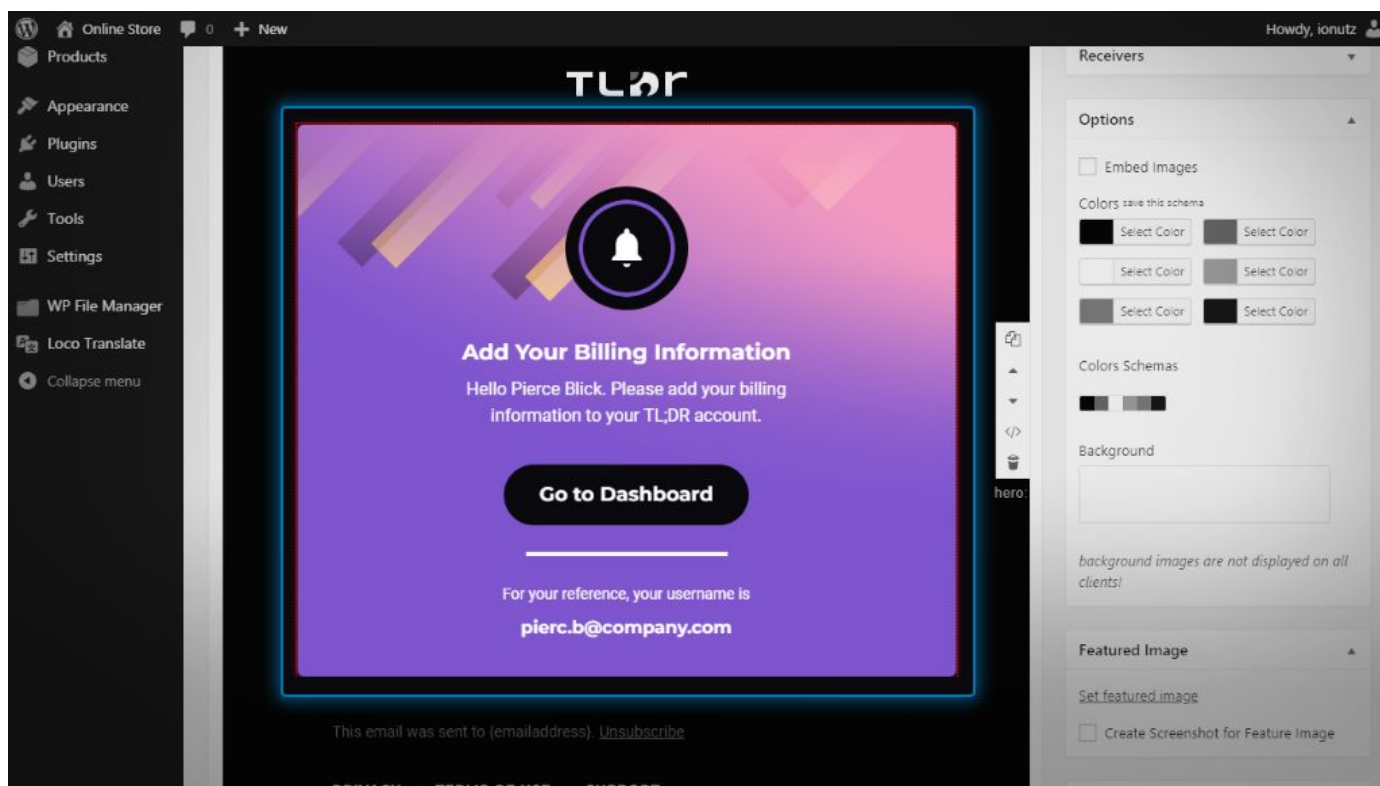 Online Store
0
New
Howdy, ionutz
Products
Appearance
Plugins
Users
Tools
Settings
WP File Manager
Loco Translate
Collapse menu
TLDR
Add Your Billing Information
Hello Pierce Blick. Please add your billing
information to your TL;DR account.
Go to Dashboard
For your reference, your username is
pierc.b@company.com
This email was sent to {emailaddress}. Unsubscribe
PRIVACY TERMS OF USE SUPPORT
</>
hero:
Receivers
Options
Embed Images
Colors save this schema
Select Color Select Color
Select Color Select Color
Select Color Select Color
Colors Schemas
Background
background images are not displayed on all
clients!
Featured Image
Set featured image
Create Screenshot for Feature Image